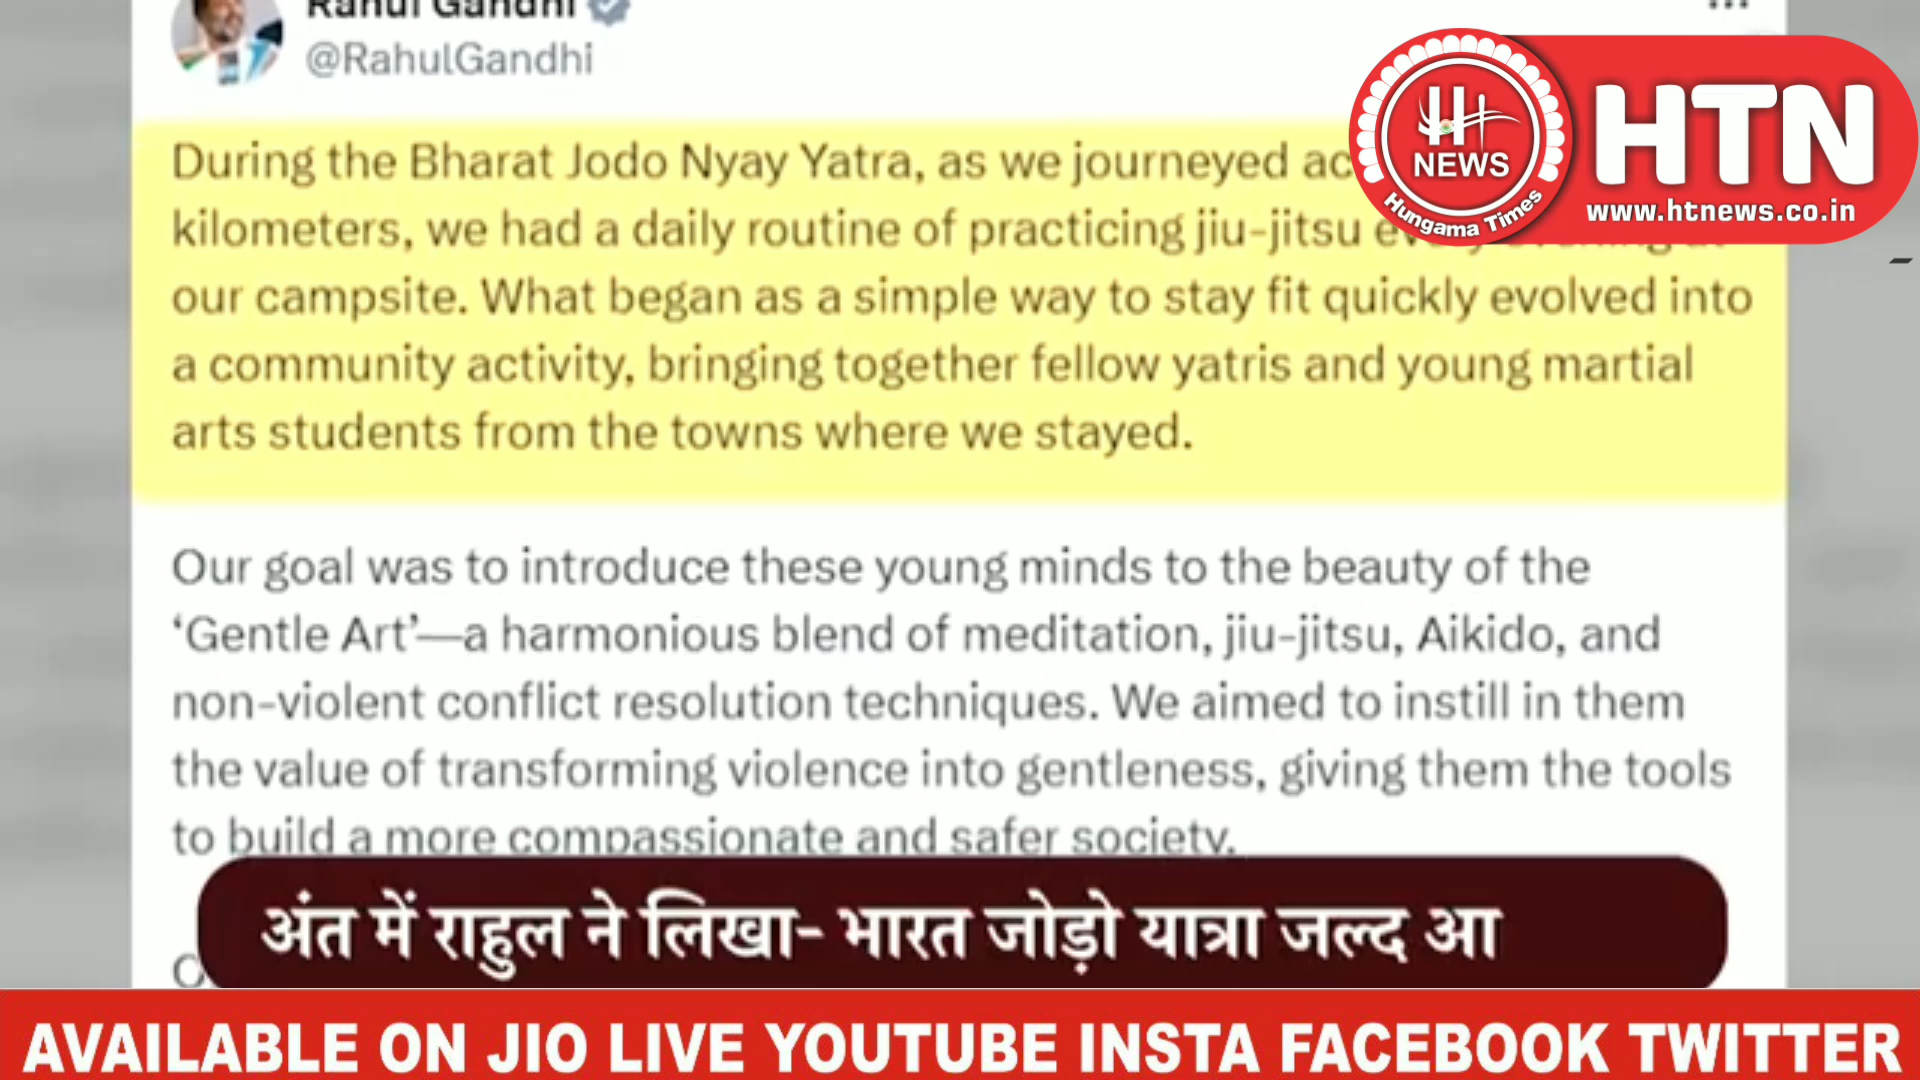 Rahul Gandhi
@RahulGandhi
During the Bharat Jodo Nyay Yatra, as we journeyed
kilometers, we had a daily routine of practicing jiu-jitsu
our campsite. What began as a simple way to stay fit quickly evolved into
a community activity, bringing together fellow yatris and young martial
arts students from the towns where we stayed.
Our goal was to introduce these young minds to the beauty of the
‘Gentle Art’—a harmonious blend of meditation, jiu-jitsu, Aikido, and
non-violent conflict resolution techniques. We aimed to instill in them
the value of transforming violence into gentleness, giving them the tools
to build a more compassionate and safer society.
HTN
www.htnews.co.in
NEWS
Hungama Times
अंत में राहुल ने लिखा- भारत जोड़ो यात्रा जल्द आ
AVAILABLE ON JIO LIVE YOUTUBE INSTA FACEBOOK TWITTER